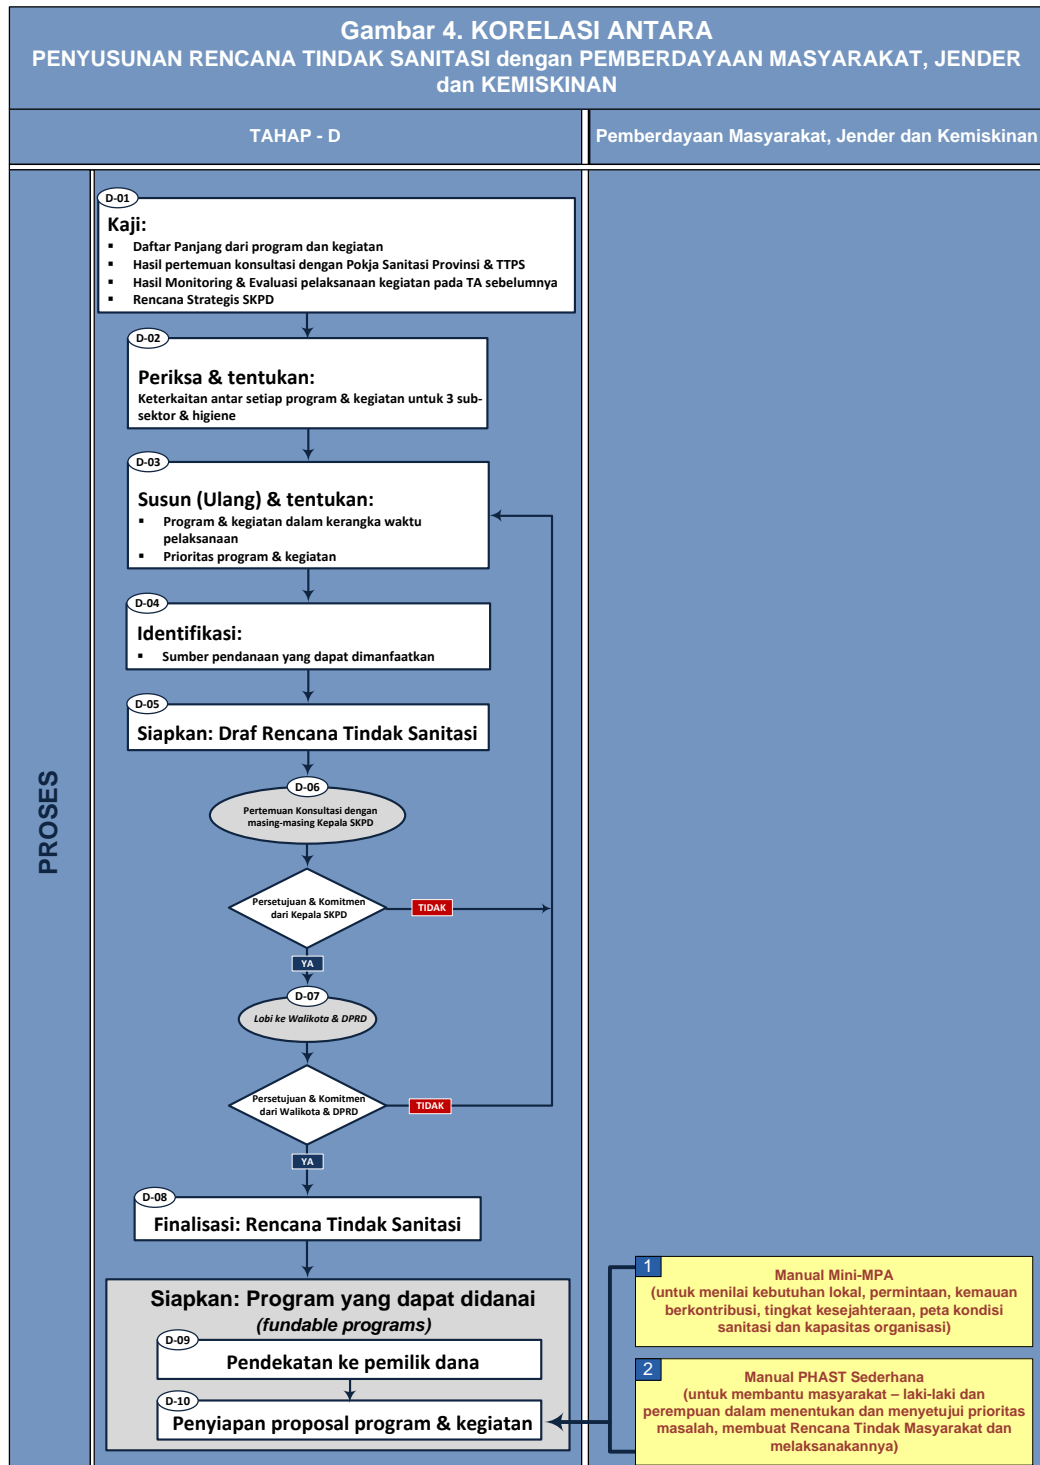 Gambar 4. KORELASI ANTARA
PENYUSUNAN RENCANA TINDAK SANITASI dengan PEMBERDAYAAN MASYARAKAT, JENDER
dan KEMISKINAN
TAHAP - D
Pemberdayaan Masyarakat, Jender dan Kemiskinan
PROSES
D-01
Kaji:
▪ Daftar Panjang dari program dan kegiatan
▪ Hasil pertemuan konsultasi dengan Pokja Sanitasi Provinsi & TTPS
▪ Hasil Monitoring & Evaluasi pelaksanaan kegiatan pada TA sebelumnya
▪ Rencana Strategis SKPD
D-02
Periksa & tentukan:
Keterkaitan antar setiap program & kegiatan untuk 3 sub-
sektor & higiene
D-03
Susun (Ulang) & tentukan:
▪ Program & kegiatan dalam kerangka waktu
pelaksanaan
▪ Prioritas program & kegiatan
D-04
Identifikasi:
▪ Sumber pendanaan yang dapat dimanfaatkan
D-05
Siapkan: Draf Rencana Tindak Sanitasi
D-06
Pertemuan Konsultasi dengan
masing-masing Kepala SKPD
Persetujuan & Komitmen
dari Kepala SKPD
TIDAK
YA
D-07
Lobi ke Walikota & DPRD
Persetujuan & Komitmen
dari Walikota & DPRD
TIDAK
YA
D-08
Finalisasi: Rencana Tindak Sanitasi
Siapkan: Program yang dapat didanai
(fundable programs)
D-09
Pendekatan ke pemilik dana
D-10
Penyiapan proposal program & kegiatan
1
Manual Mini-MPA
(untuk menilai kebutuhan lokal, permintaan, kemauan
berkontribusi, tingkat kesejahteraan, peta kondisi
sanitasi dan kapasitas organisasi)
2
Manual PHAST Sederhana
(untuk membantu masyarakat – laki-laki dan
perempuan dalam menentukan dan menyetujui prioritas
masalah, membuat Rencana Tindak Masyarakat dan
melaksanakannya)